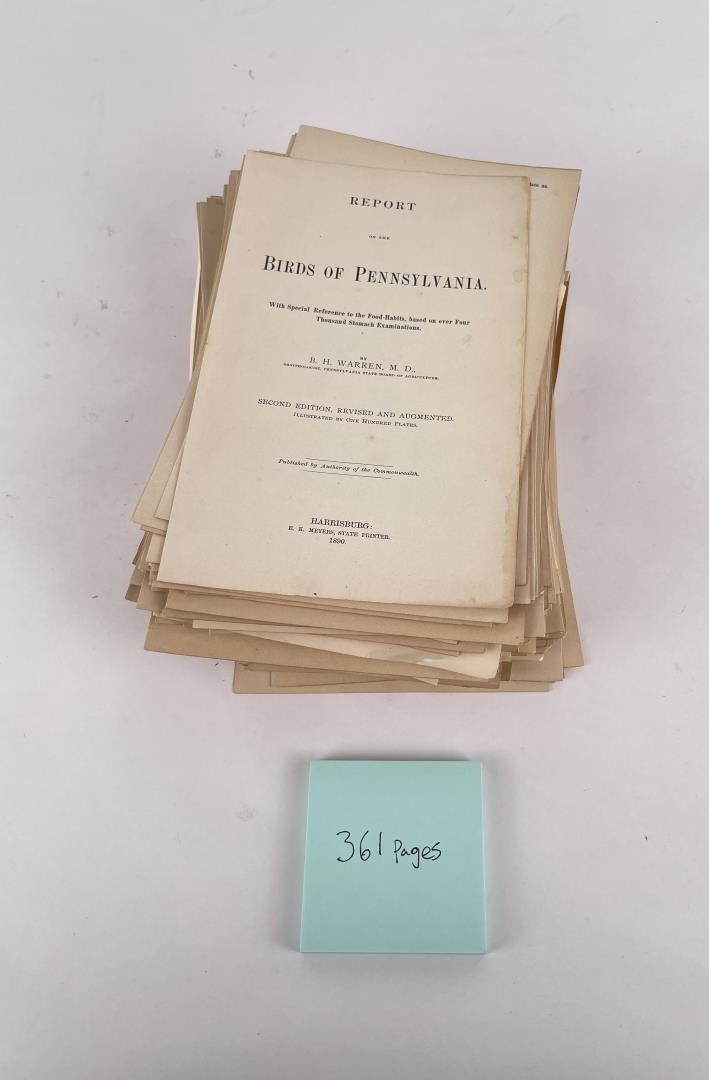 REPORT
ON THE
BIRDS OF PENNSYLVANIA.
With Special Reference to the Food-Habits, based on over Four
Thousand Stomach Examinations.
BY
B. H. WARREN, M. D.,
ORNITHOLOGIST, PENNSYLVANIA STATE BOARD OF AGRICULTURE.
SECOND EDITION, REVISED AND AUGMENTED.
ILLUSTRATED BY ONE HUNDRED PLATES.
Published by Authority of the Commonwealth.
HARRISBURG:
E. K. MEYERS, STATE PRINTER.
1890.
361 pages